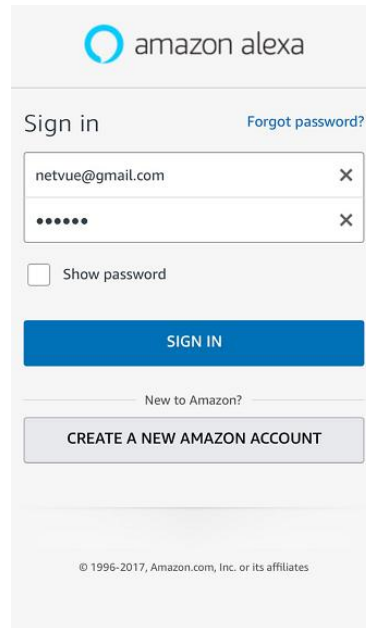 amazon alexa
Sign in Forgot password?
netvue@gmail.com
••••••
Show password
SIGN IN
New to Amazon?
CREATE A NEW AMAZON ACCOUNT
© 1996-2017, Amazon.com, Inc. or its affiliates